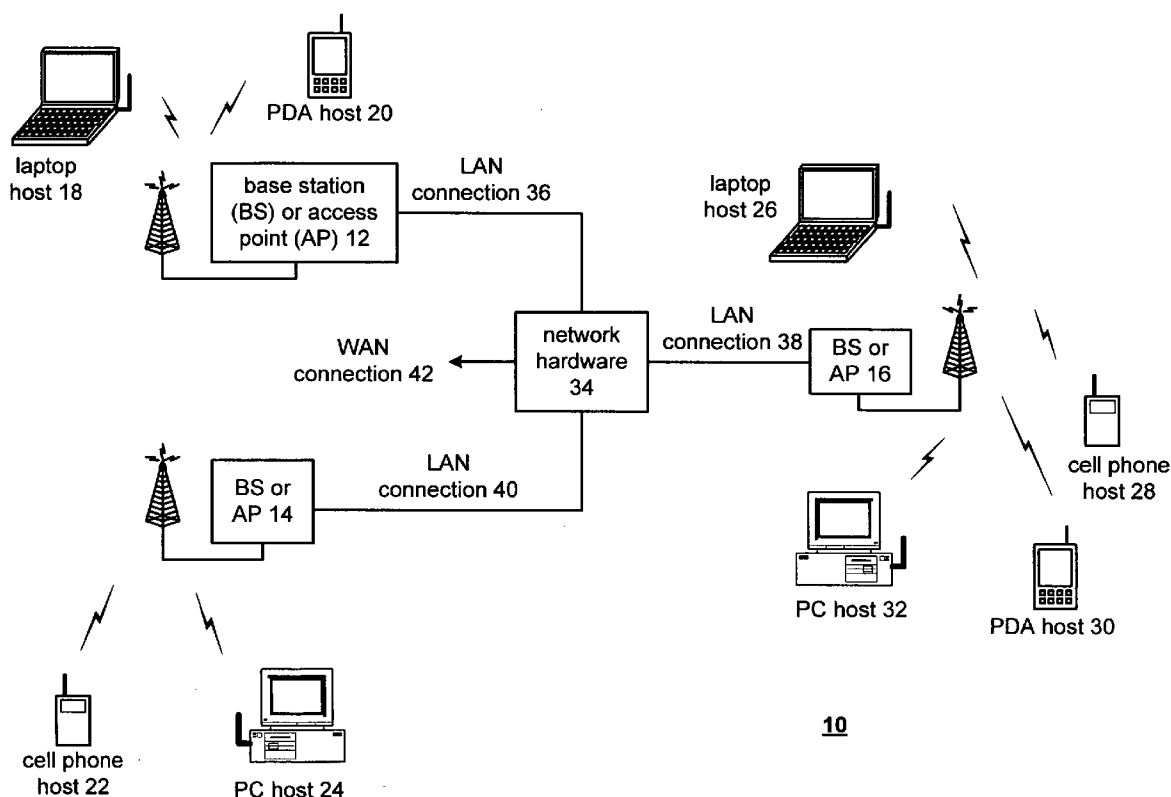 PDA host 20
laptop
host 18
base station
(BS) or access
point (AP) 12
LAN
connection 36
laptop
host 26
WAN
connection 42
network
hardware
34
LAN
connection 38
BS or
AP 16
BS or
AP 14
LAN
connection 40
cell phone
host 28
PC host 32
PDA host 30
cell phone
host 22
PC host 24
10